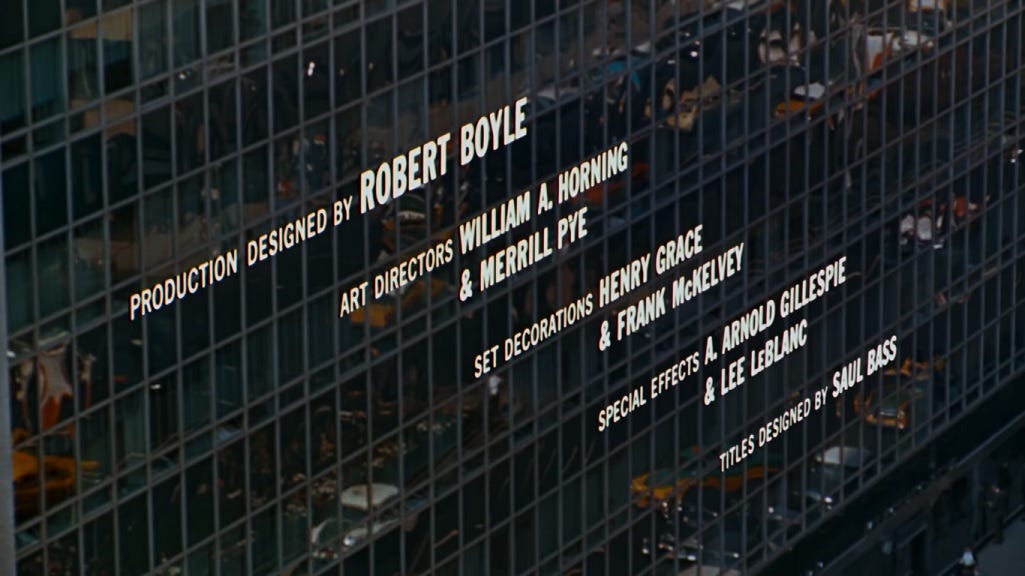 PRODUCTION DESIGNED BY ROBERT BOYLE
ART DIRECTORS WILLIAM A. HORNING
& MERRILL PYE
SET DECORATIONS HENRY GRACE
& FRANK McKELVEY
SPECIAL EFFECTS A. ARNOLD GILLESPIE
& LEE LeBLANC
TITLES DESIGNED BY SAUL BASS